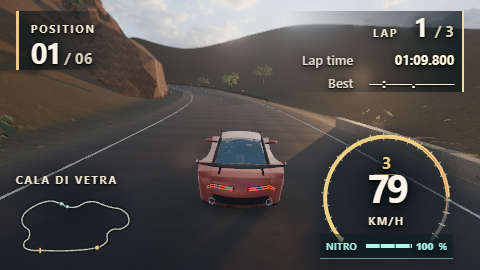 POSITION
01 / 06
LAP 1 / 3
Lap time 01:09.800
Best --:--.---
CALA DI VETRA
3
79
KM/H
NITRO 100 %